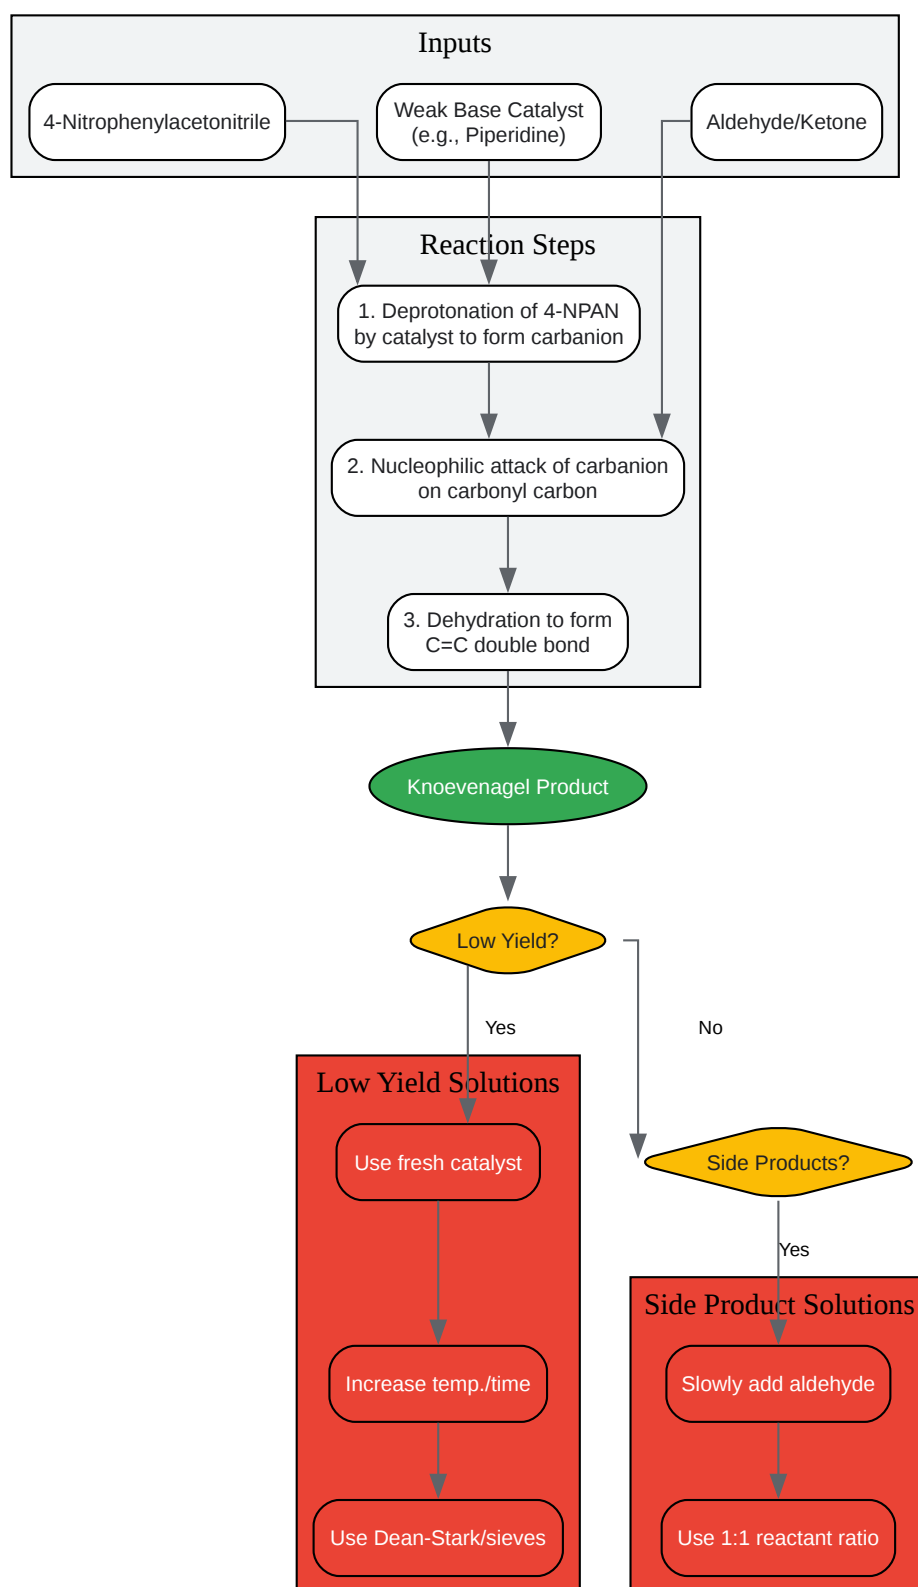 Inputs
4-Nitrophenylacetonitrile
Weak Base Catalyst
(e.g., Piperidine)
Aldehyde/Ketone
Reaction Steps
1. Deprotonation of 4-NPAN
by catalyst to form carbanion
2. Nucleophilic attack of carbanion
on carbonyl carbon
3. Dehydration to form
C=C double bond
Knoevenagel Product
Low Yield?
Yes
No
Low Yield Solutions
Use fresh catalyst
Side Products?
Yes
Side Product Solutions
Increase temp./time
Slowly add aldehyde
Use Dean-Stark/sieves
Use 1:1 reactant ratio